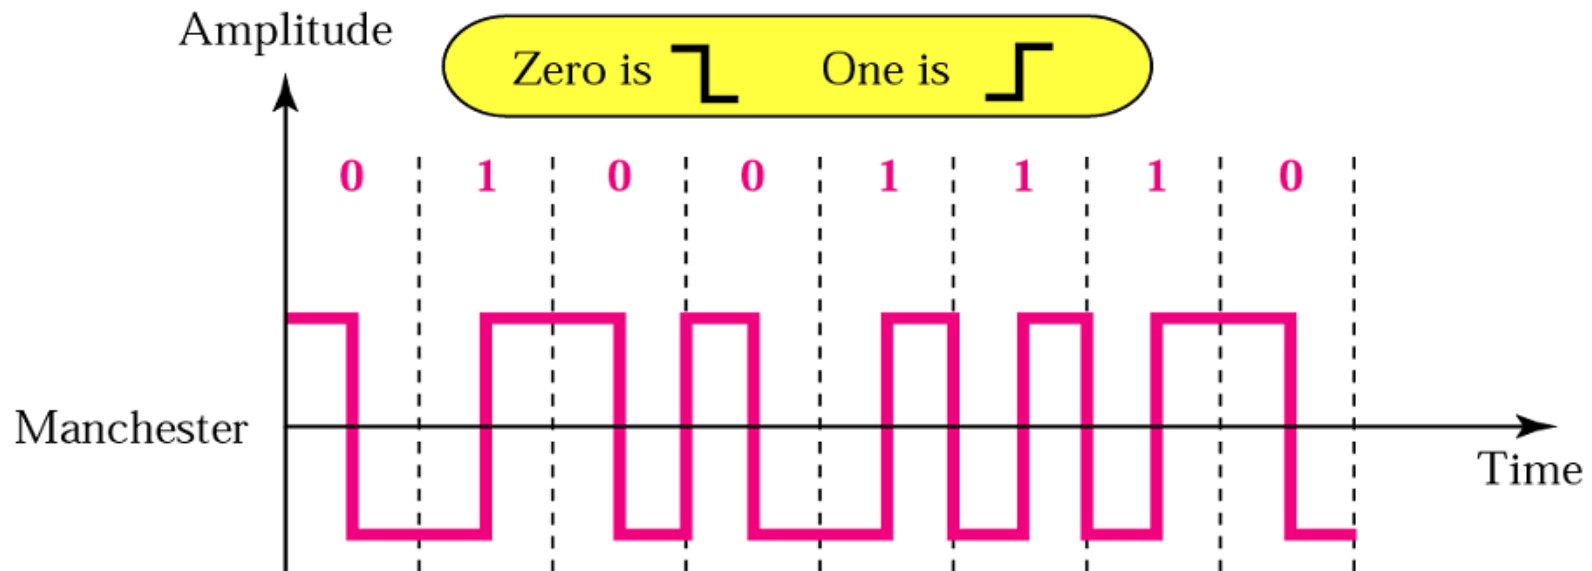 Amplitude
Zero is One is
0 1 0 0 1 1 1 0
Manchester
Time